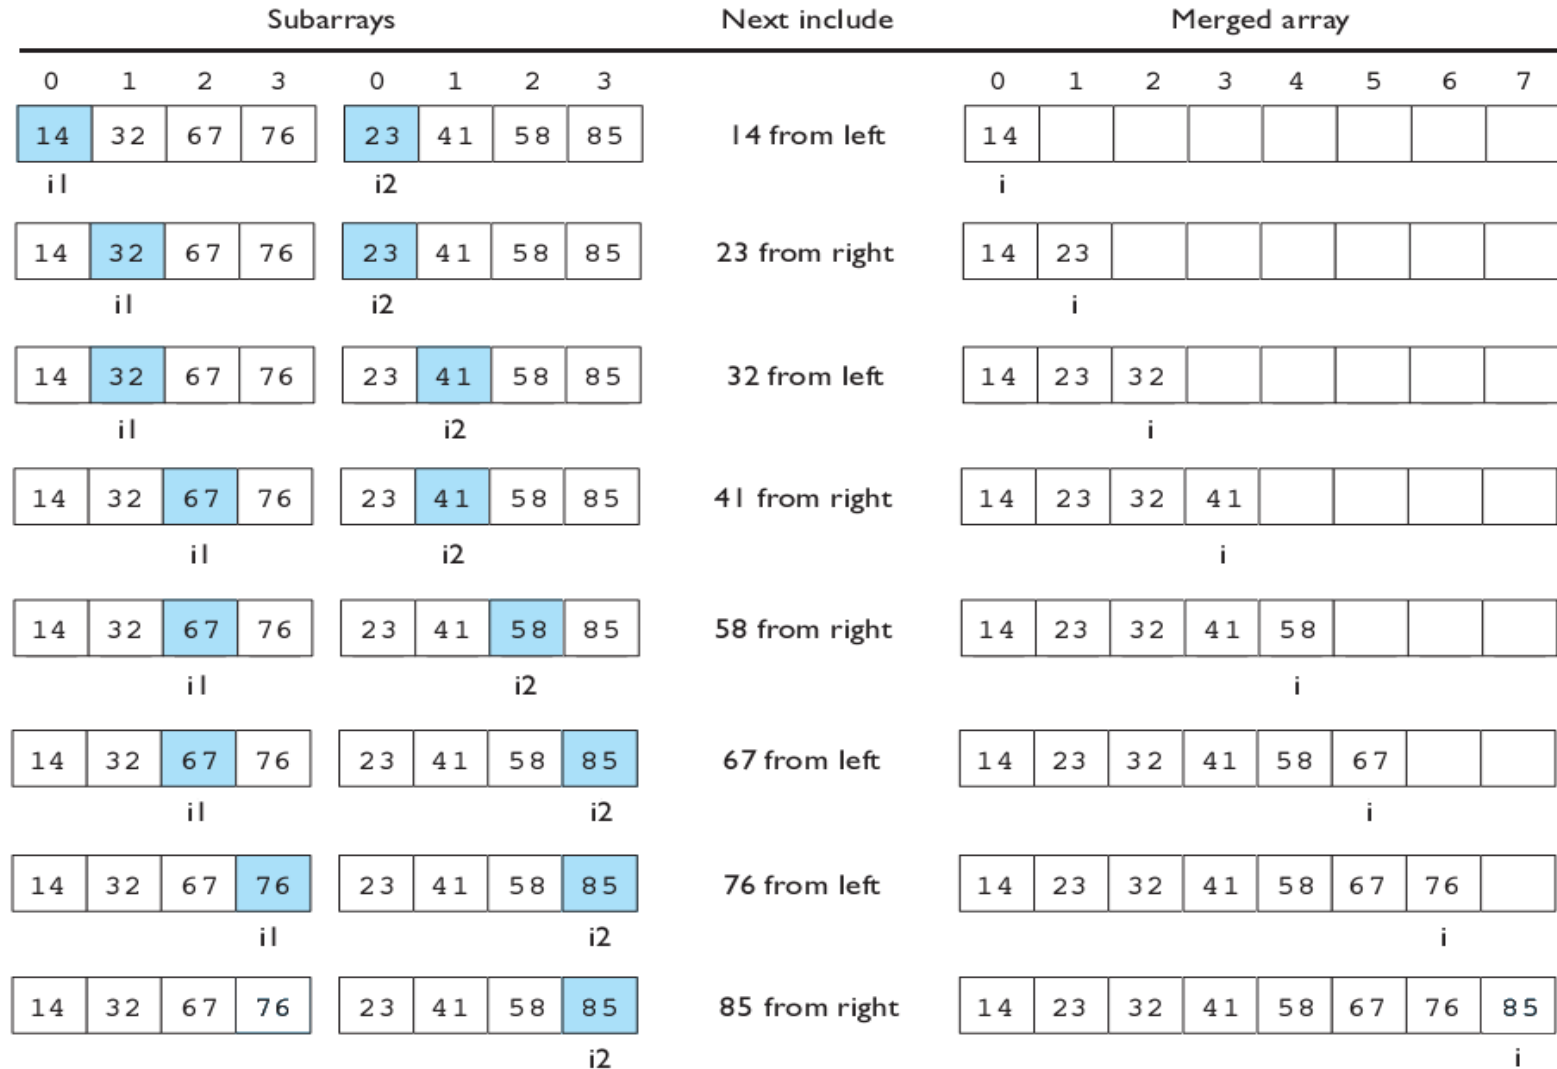 Subarrays Next include Merged array
0 1 2 3 0 1 2 3 0 1 2 3 4 5 6 7
14 32 67 76 23 41 58 85 14 from left 14
i1 i2 i
14 32 67 76 23 41 58 85 23 from right 14 23
i1 i2 i
14 32 67 76 23 41 58 85 32 from left 14 23 32
i1 i2 i
14 32 67 76 23 41 58 85 41 from right 14 23 32 41
i1 i2 i
14 32 67 76 23 41 58 85 58 from right 14 23 32 41 58
i1 i2 i
14 32 67 76 23 41 58 85 67 from left 14 23 32 41 58 67
i1 i2 i
14 32 67 76 23 41 58 85 76 from left 14 23 32 41 58 67 76
i1 i2 i
14 32 67 76 23 41 58 85 85 from right 14 23 32 41 58 67 76 85
i2 i